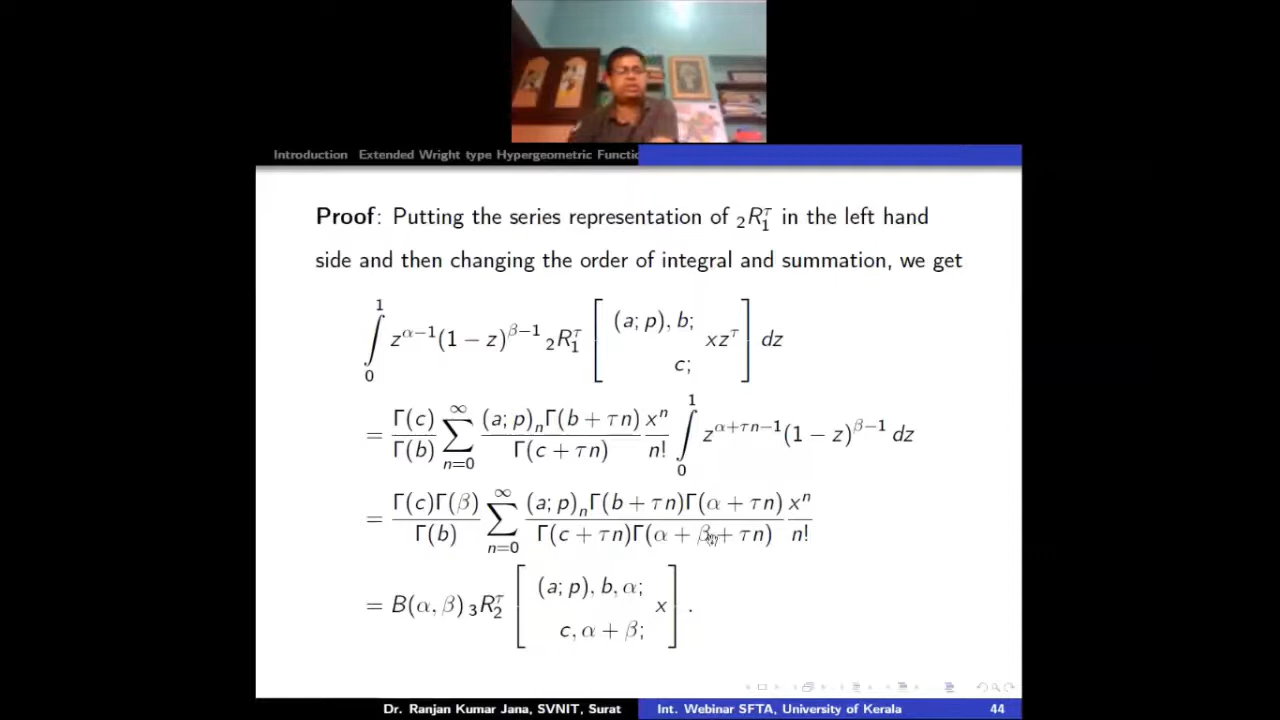 Introduction Extended Wright type Hypergeometric Functio
Proof: Putting the series representation of ₂R₁^τ in the left hand
side and then changing the order of integral and summation, we get
∫₀¹ z^{α−1}(1 − z)^{β−1} ₂R₁^τ [ (a; p), b; c; xz^τ ] dz
= Γ(c)/Γ(b) ∑_{n=0}^{∞} (a; p)ₙΓ(b + τn)/Γ(c + τn) xⁿ/n! ∫₀¹ z^{α+τn−1}(1 − z)^{β−1} dz
= Γ(c)Γ(β)/Γ(b) ∑_{n=0}^{∞} (a; p)ₙΓ(b + τn)Γ(α + τn)/Γ(c + τn)Γ(α + β + τn) xⁿ/n!
= B(α, β) ₃R₂^τ [ (a; p), b, α; c, α + β; x ] .
Dr. Ranjan Kumar Jana, SVNIT, Surat Int. Webinar SFTA, University of Kerala 44